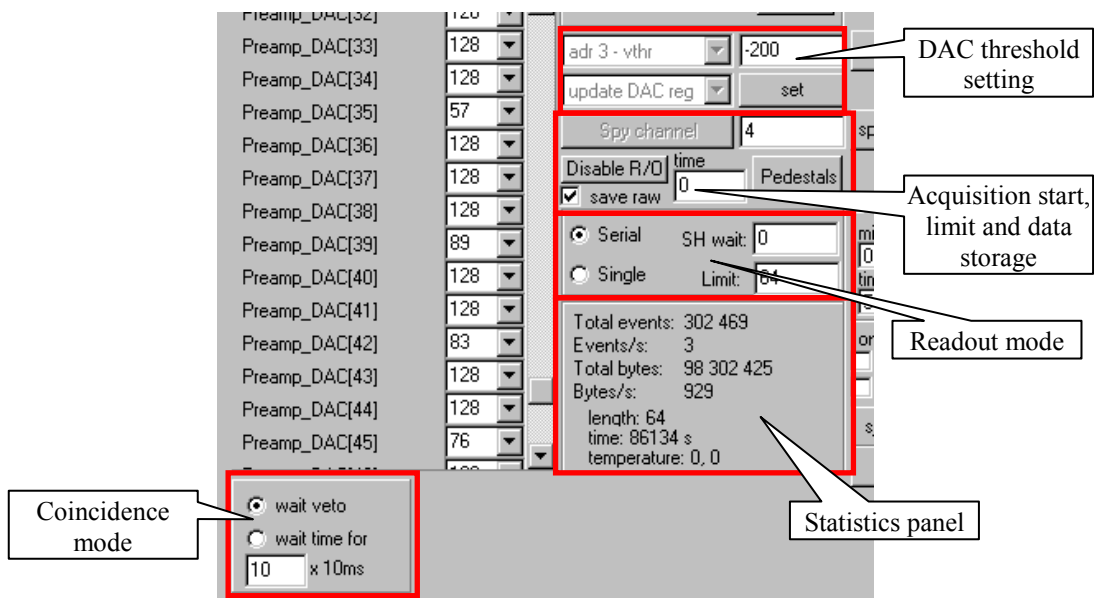 Preamp_DAC[32] 128
Preamp_DAC[33] 128
Preamp_DAC[34] 128
Preamp_DAC[35] 57
Preamp_DAC[36] 128
Preamp_DAC[37] 128
Preamp_DAC[38] 128
Preamp_DAC[39] 89
Preamp_DAC[40] 128
Preamp_DAC[41] 128
Preamp_DAC[42] 83
Preamp_DAC[43] 128
Preamp_DAC[44] 128
Preamp_DAC[45] 76
adr 3 - vthr -200
update DAC reg set
Spy channel 4
Disable R/O time
save raw 0 Pedestals
Serial SH wait: 0
Single Limit: 64
Total events: 302 469
Events/s: 3
Total bytes: 98 302 425
Bytes/s: 929
length: 64
time: 86134 s
temperature: 0, 0
wait veto
wait time for
10 x 10ms
DAC threshold
setting
Acquisition start,
limit and data
storage
Readout mode
Statistics panel
Coincidence
mode